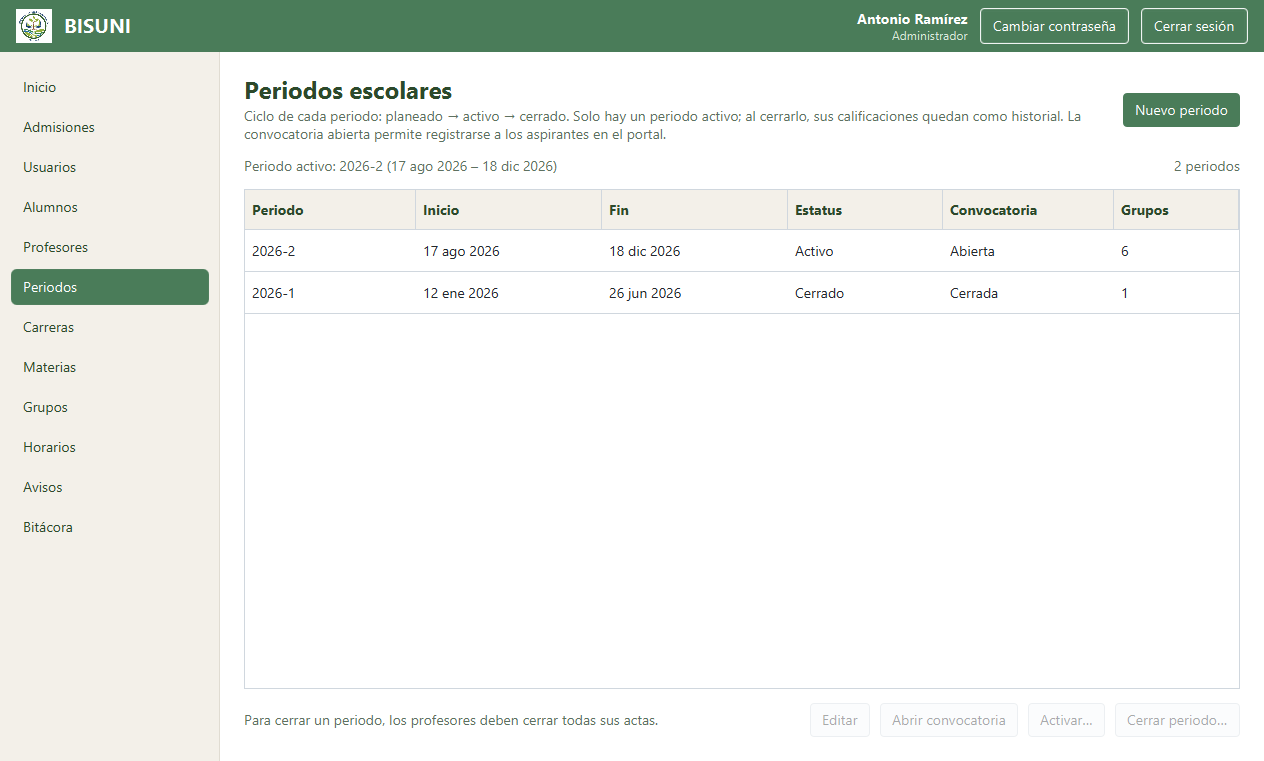 BISUNI
Antonio Ramírez
Administrador
Cambiar contraseña
Cerrar sesión
Inicio
Admisiones
Usuarios
Alumnos
Profesores
Periodos
Carreras
Materias
Grupos
Horarios
Avisos
Bitácora
Periodos escolares
Ciclo de cada periodo: planeado → activo → cerrado. Solo hay un periodo activo; al cerrarlo, sus calificaciones quedan como historial. La
convocatoria abierta permite registrarse a los aspirantes en el portal.
Nuevo periodo
Periodo activo: 2026-2 (17 ago 2026 – 18 dic 2026)
2 periodos
Periodo Inicio Fin Estatus Convocatoria Grupos
2026-2 17 ago 2026 18 dic 2026 Activo Abierta 6
2026-1 12 ene 2026 26 jun 2026 Cerrado Cerrada 1
Para cerrar un periodo, los profesores deben cerrar todas sus actas.
Editar
Abrir convocatoria
Activar...
Cerrar periodo...